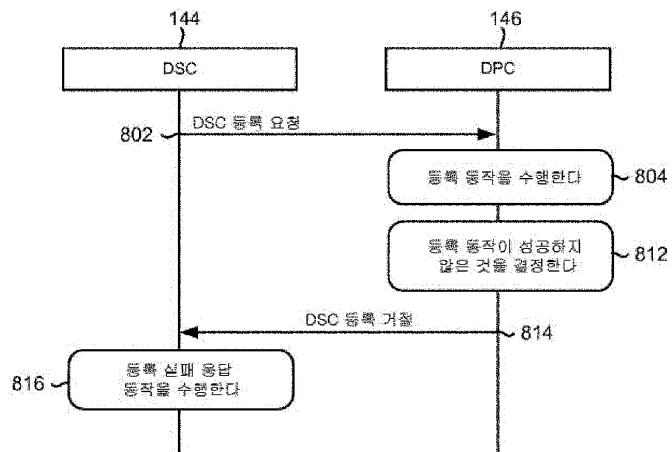 144
146
DSC
DPC
802
DSC 등록 요청
등록 동작을 수행한다
804
등록 동작이 성공하지
않은 것을 결정한다
812
DSC 등록 거절
814
816
등록 실패 응답
동작을 수행한다